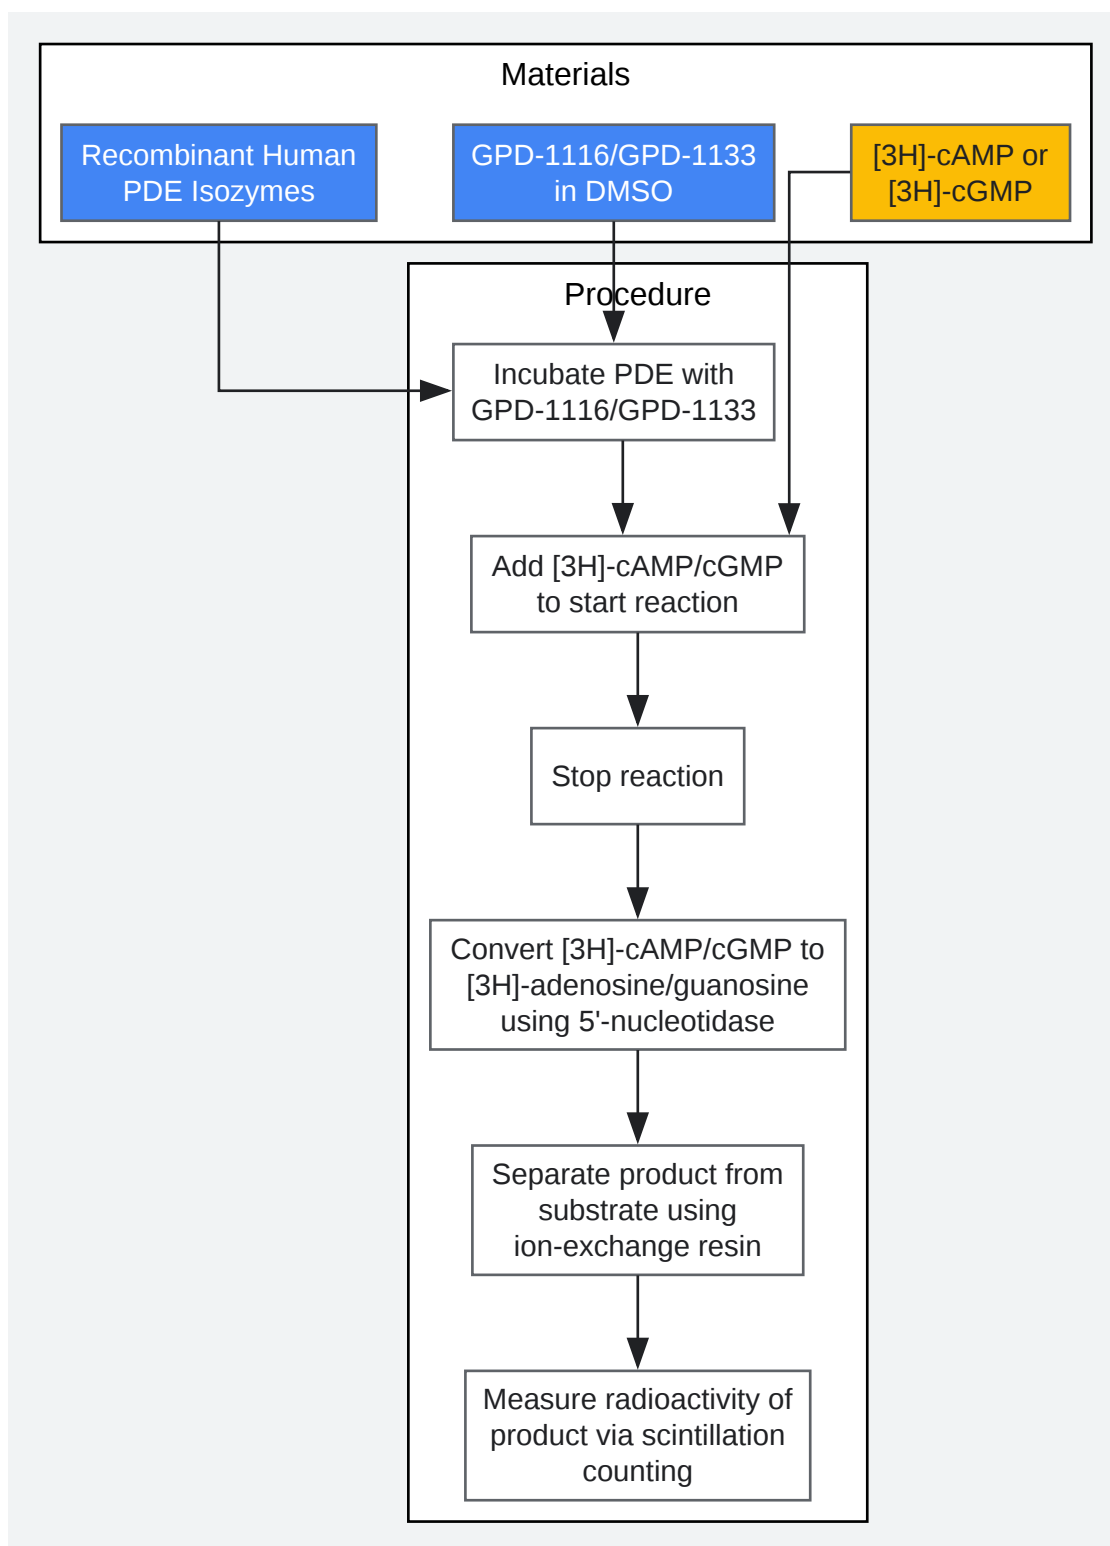 Materials
Recombinant Human
PDE Isozymes
GPD-1116/GPD-1133
in DMSO
[3H]-cAMP or
[3H]-cGMP
Procedure
Incubate PDE with
GPD-1116/GPD-1133
Add [3H]-cAMP/cGMP
to start reaction
Stop reaction
Convert [3H]-cAMP/cGMP to
[3H]-adenosine/guanosine
using 5'-nucleotidase
Separate product from
substrate using
ion-exchange resin
Measure radioactivity of
product via scintillation
counting